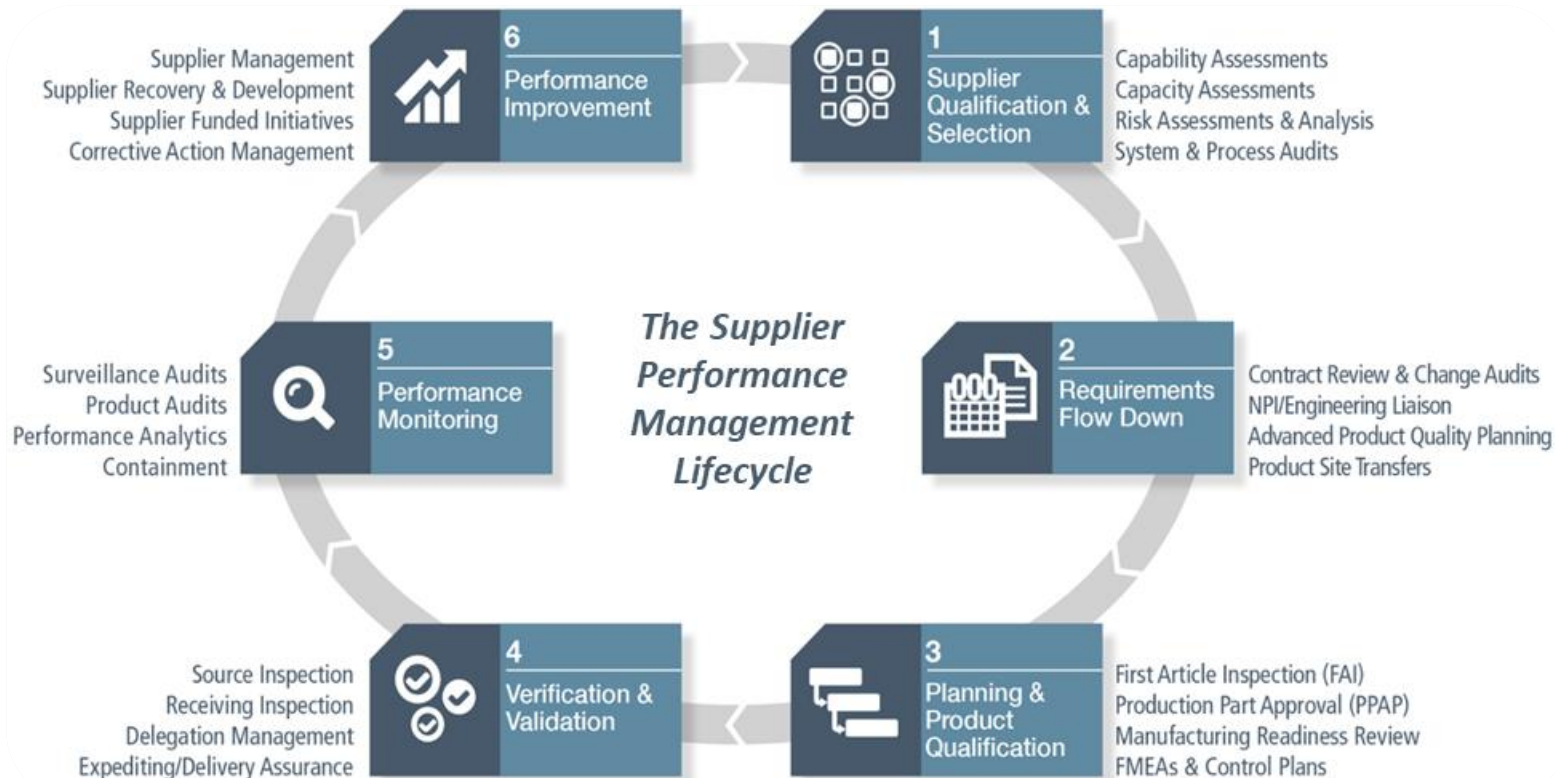 The Supplier
Performance
Management
Lifecycle
1
Supplier
Qualification &
Selection
Capability Assessments
Capacity Assessments
Risk Assessments & Analysis
System & Process Audits
2
Requirements
Flow Down
Contract Review & Change Audits
NPI/Engineering Liaison
Advanced Product Quality Planning
Product Site Transfers
3
Planning &
Product
Qualification
First Article Inspection (FAI)
Production Part Approval (PPAP)
Manufacturing Readiness Review
FMEAs & Control Plans
4
Verification &
Validation
Source Inspection
Receiving Inspection
Delegation Management
Expediting/Delivery Assurance
5
Performance
Monitoring
Surveillance Audits
Product Audits
Performance Analytics
Containment
6
Performance
Improvement
Supplier Management
Supplier Recovery & Development
Supplier Funded Initiatives
Corrective Action Management